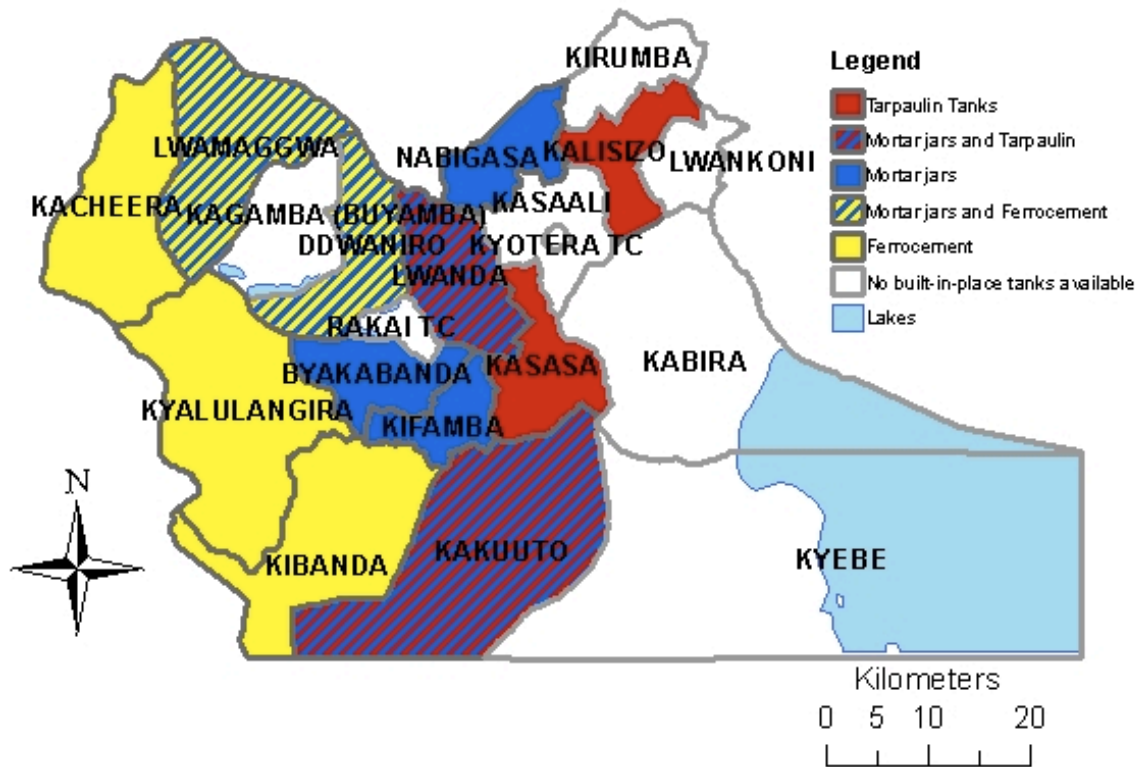 KIRUMBA
Legend
Tarpaulin Tanks
Mortar jars and Tarpaulin
Mortar jars
Mortar jars and Ferrocement
Ferrocement
No built-in-place tanks available
Lakes
LWAMAGGWA
NABIGASA
KALISIZO
LWANKONI
KACHEERA
KAGAMBA (BUYAMBA)
KASAALI
DDWANIRO
KYOTERA TC
LWANDA
RAKAI TC
BYAKABANDA
KASASA
KABIRA
KYALULANGIRA
KIFAMBA
N
KIBANDA
KAKUUTO
KYEBE
Kilometers
0 5 10 20